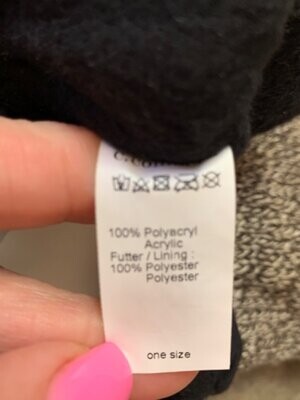 100% Polyacryl
Acrylic
Futter / Lining :
100% Polyester
Polyester
one size